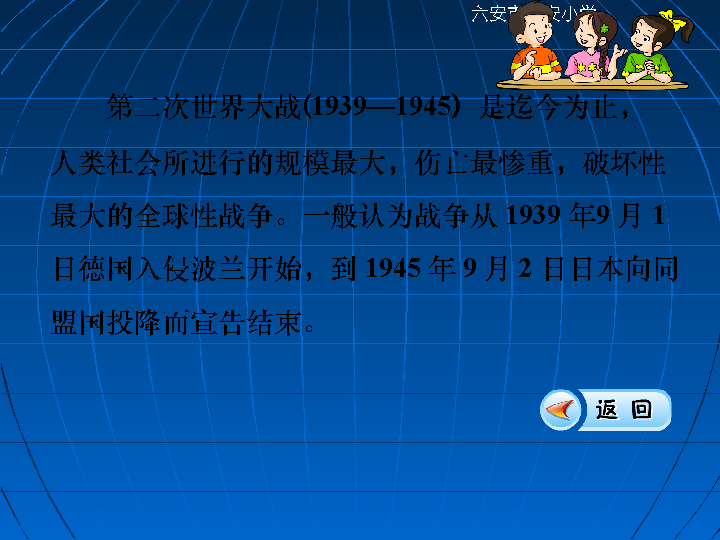 六安 安小学
第二次世界大战(1939—1945）是迄今为止，
人类社会所进行的规模最大，伤亡最惨重，破坏性
最大的全球性战争。一般认为战争从 1939 年9 月 1
日德国入侵波兰开始，到 1945 年 9 月 2 日日本向同
盟国投降而宣告结束。
返 回